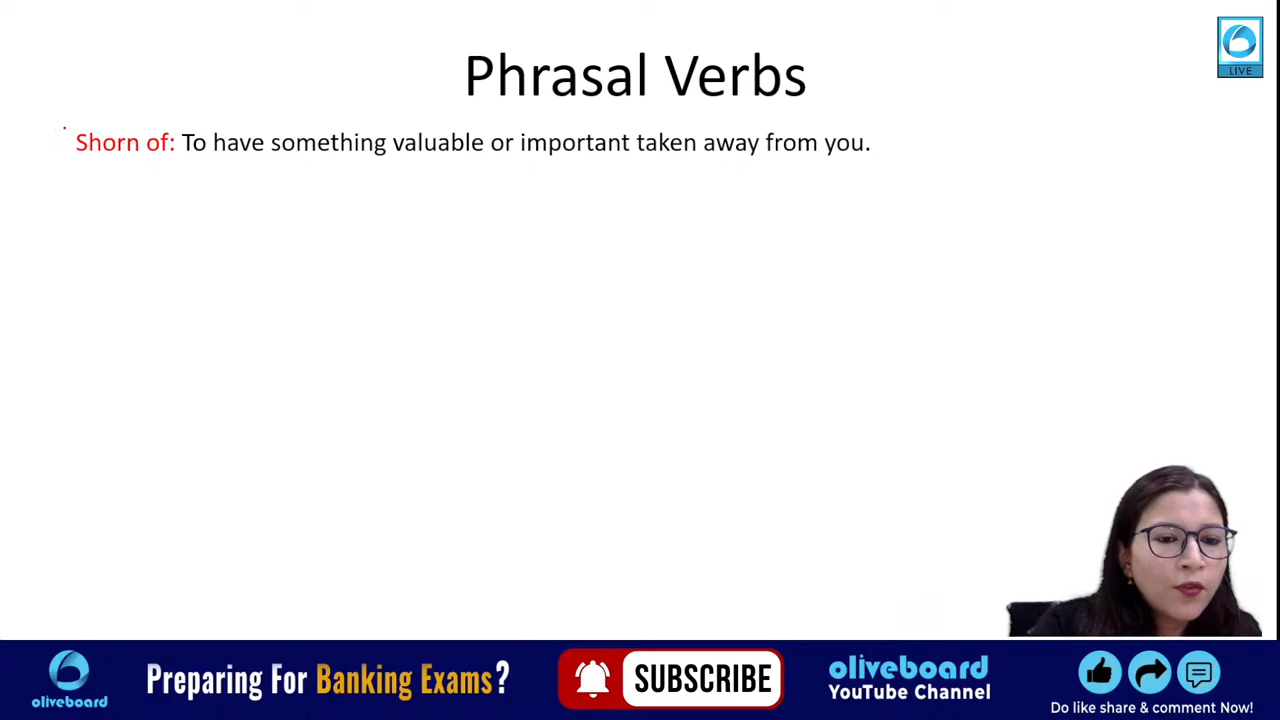 LIVE
Phrasal Verbs
Shorn of: To have something valuable or important taken away from you.
oliveboard
Preparing For Banking Exams?
SUBSCRIBE
oliveboard
YouTube Channel
Do like share & comment Now!